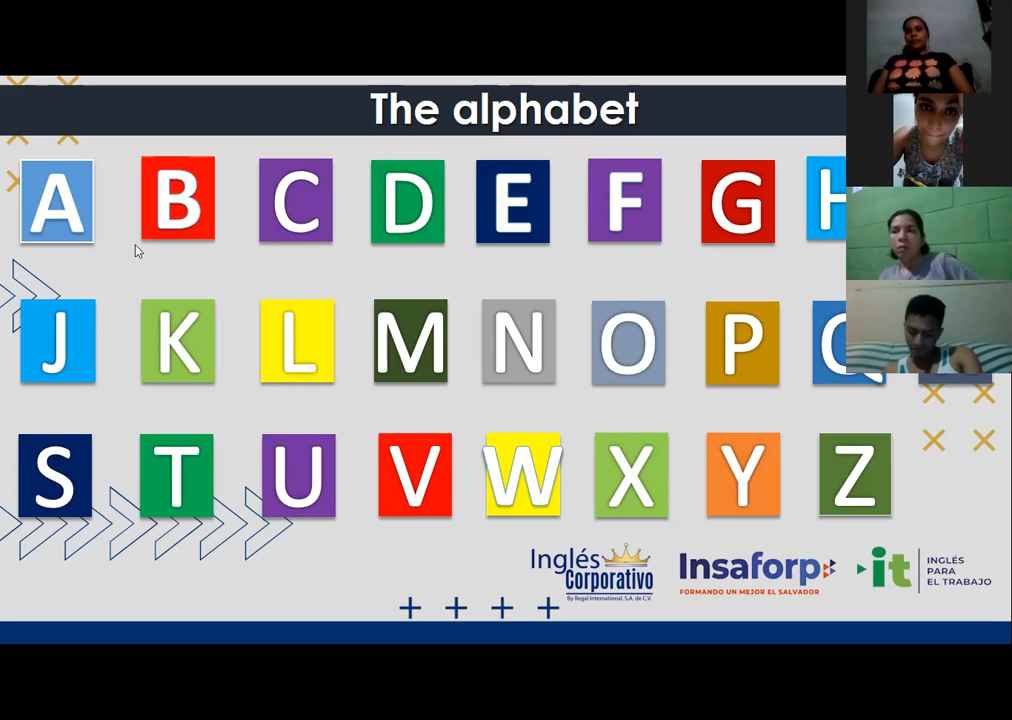 The alphabet
A B C D E F G H
J K L M N O P Q
S T U V W X Y Z
Inglés Corporativo
By Regal International, S.A. de C.V.
Insaforp
FORMANDO UN MEJOR EL SALVADOR
it
INGLÉS
PARA
EL TRABAJO